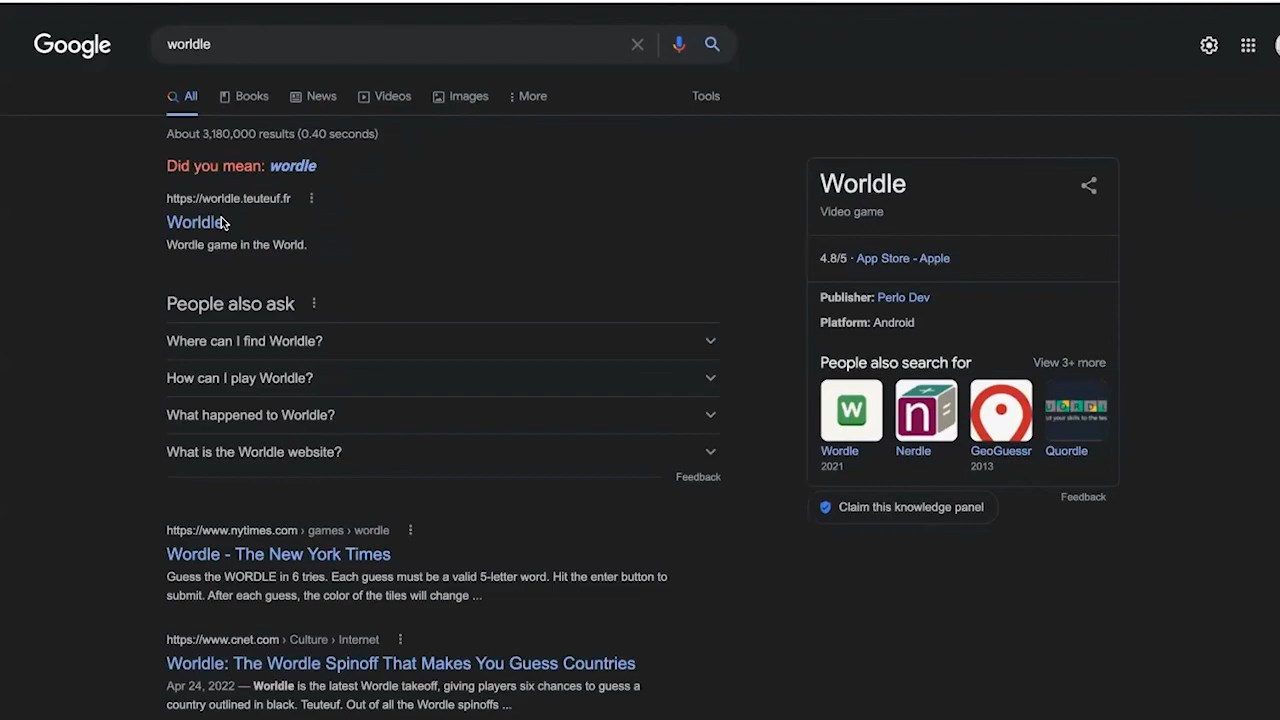 Google
worldle
All
Books
News
Videos
Images
More
Tools
About 3,180,000 results (0.40 seconds)
Did you mean: wordle
https://worldle.teuteuf.fr
Worldle
Wordle game in the World.
People also ask
Where can I find Worldle?
How can I play Worldle?
What happened to Worldle?
What is the Worldle website?
Feedback
https://www.nytimes.com › games › wordle
Wordle - The New York Times
Guess the WORDLE in 6 tries. Each guess must be a valid 5-letter word. Hit the enter button to
submit. After each guess, the color of the tiles will change ...
https://www.cnet.com › Culture › Internet
Worldle: The Wordle Spinoff That Makes You Guess Countries
Apr 24, 2022 — Worldle is the latest Wordle takeoff, giving players six chances to guess a
country outlined in black. Teuteuf. Out of all the Wordle spinoffs ...
Worldle
Video game
4.8/5 · App Store - Apple
Publisher: Perlo Dev
Platform: Android
People also search for
View 3+ more
W
n
Wordle
2021
Nerdle
GeoGuessr
2013
Quordle
Feedback
Claim this knowledge panel